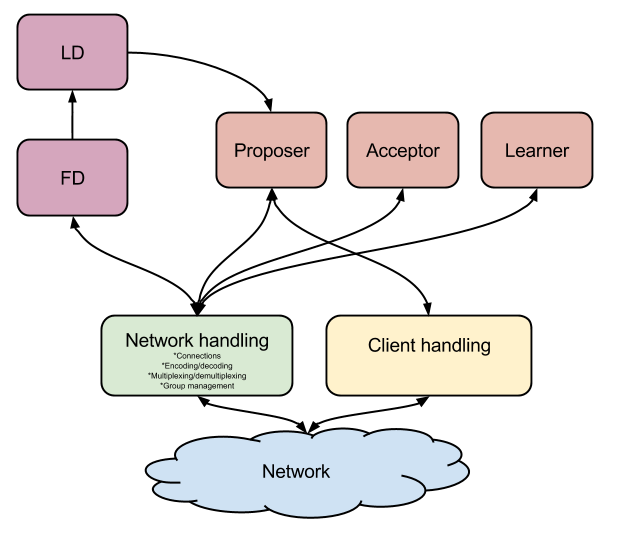 LD
Proposer
Acceptor
Learner
FD
Network handling
*Connections
*Encoding/decoding
*Multiplexing/demultiplexing
*Group management
Client handling
Network